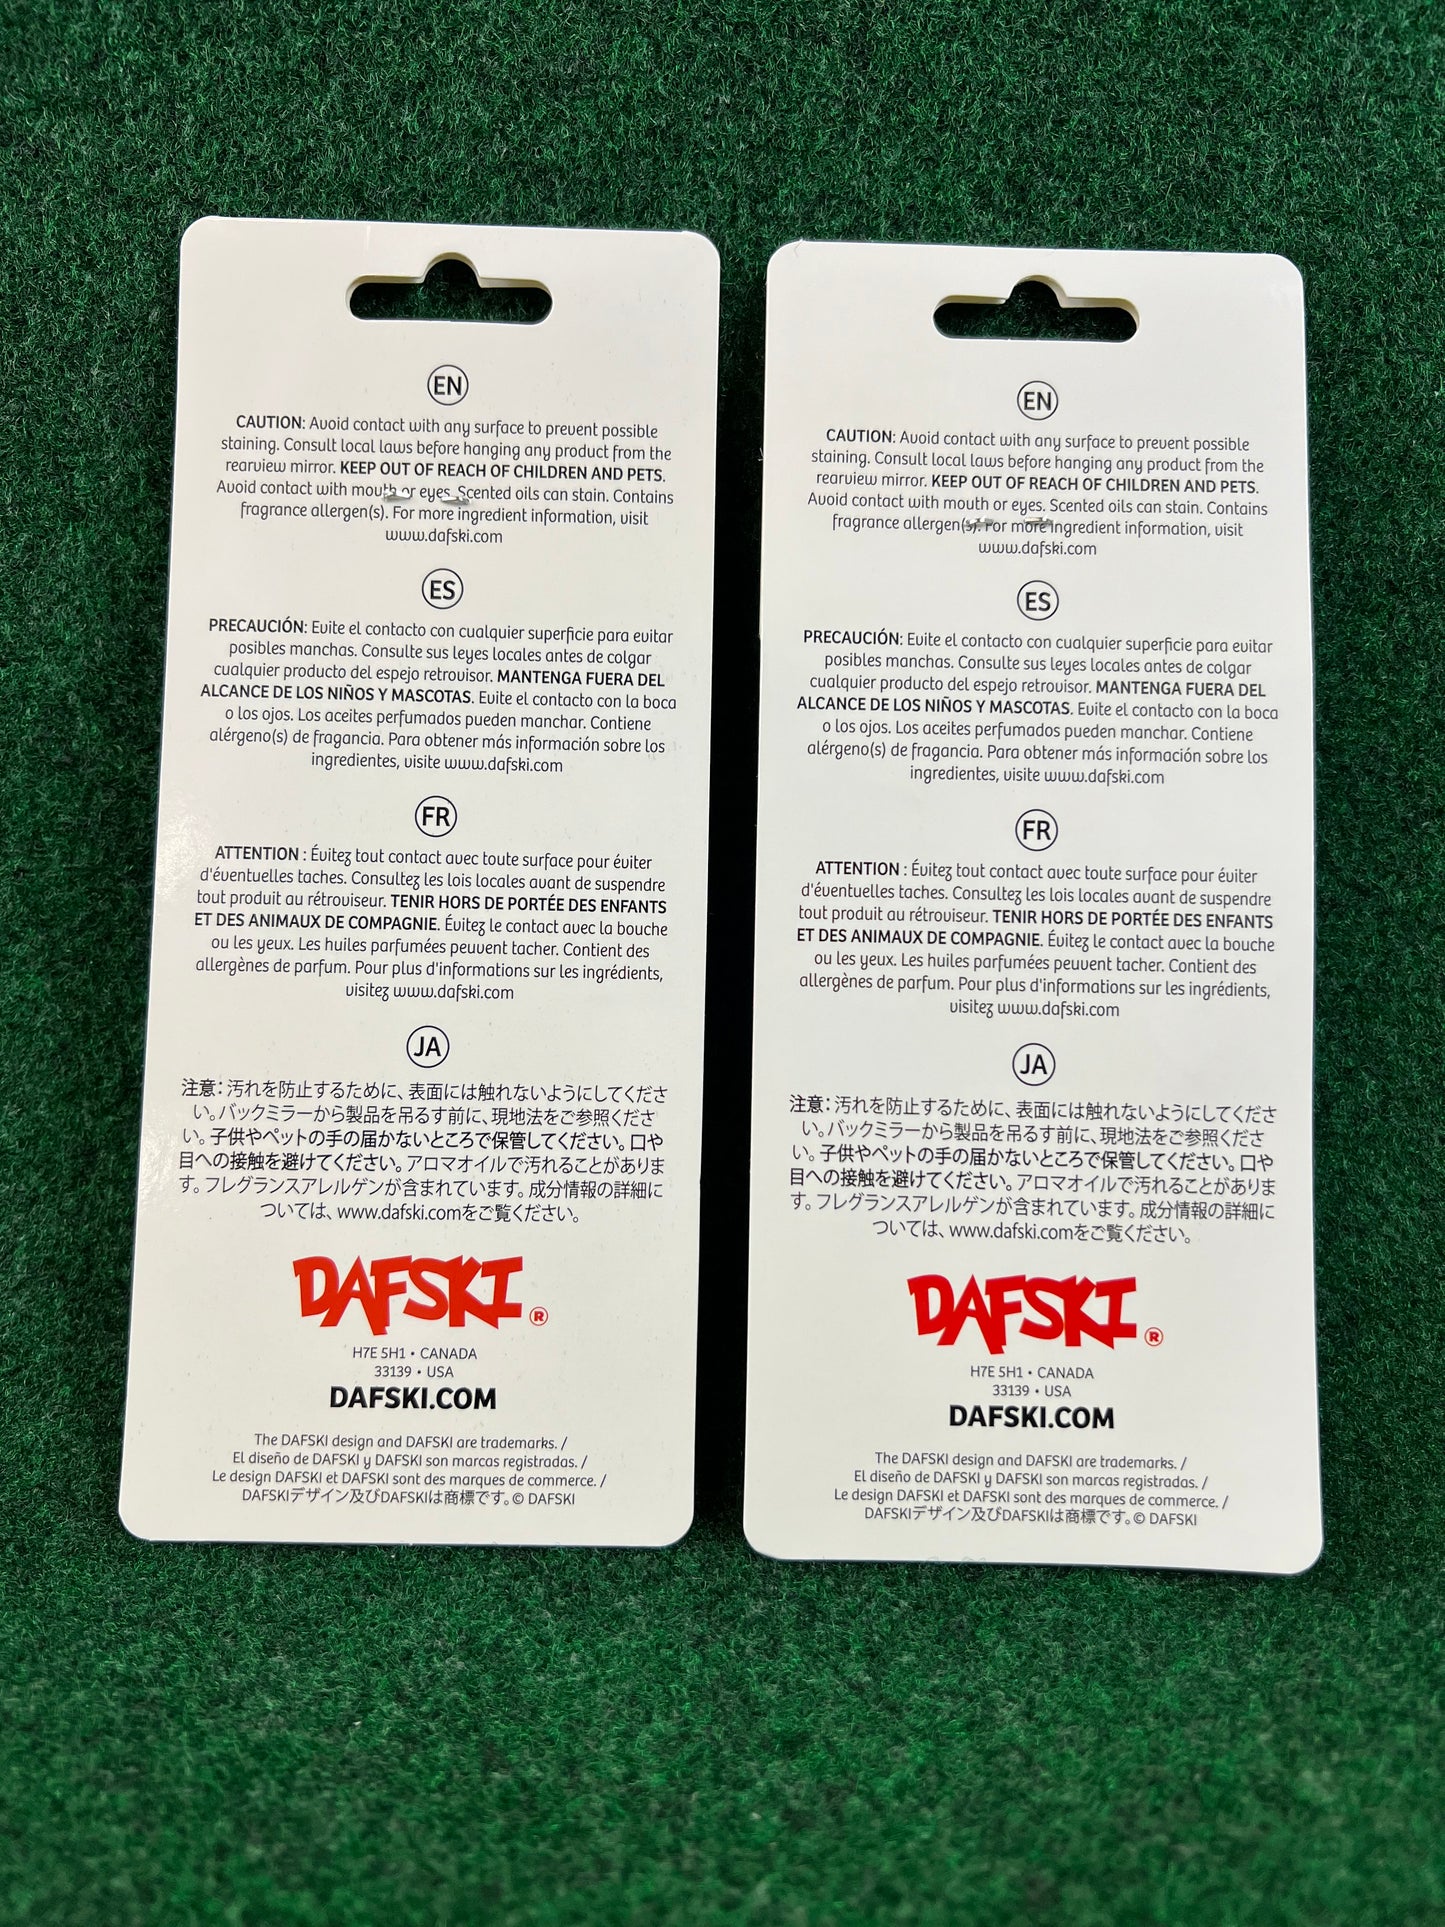 EN
CAUTION: Avoid contact with any surface to prevent possible
staining. Consult local laws before hanging any product from the
rearview mirror. KEEP OUT OF REACH OF CHILDREN AND PETS.
Avoid contact with mouth or eyes. Scented oils can stain. Contains
fragrance allergen(s). For more ingredient information, visit
www.dafski.com
ES
PRECAUCIÓN: Evite el contacto con cualquier superficie para evitar
posibles manchas. Consulte sus leyes locales antes de colgar
cualquier producto del espejo retrovisor. MANTENGA FUERA DEL
ALCANCE DE LOS NIÑOS Y MASCOTAS. Evite el contacto con la boca
o los ojos. Los aceites perfumados pueden manchar. Contiene
alérgeno(s) de fragancia. Para obtener más información sobre los
ingredientes, visite www.dafski.com
FR
ATTENTION : Évitez tout contact avec toute surface pour éviter
d'éventuelles taches. Consultez les lois locales avant de suspendre
tout produit au rétroviseur. TENIR HORS DE PORTÉE DES ENFANTS
ET DES ANIMAUX DE COMPAGNIE. Évitez le contact avec la bouche
ou les yeux. Les huiles parfumées peuvent tacher. Contient des
allergènes de parfum. Pour plus d'informations sur les ingrédients,
visitez www.dafski.com
JA
注意：汚れを防止するために、表面には触れないようにしてくださ
い。バックミラーから製品を吊るす前に、現地法をご参照くださ
い。子供やペットの手の届かないところで保管してください。口や
目への接触を避けてください。アロマオイルで汚れることがありま
す。フレグランスアレルゲンが含まれています。成分情報の詳細に
ついては、www.dafski.comをご覧ください。
DAFSKI®
H7E 5H1 • CANADA
33139 • USA
DAFSKI.COM
The DAFSKI design and DAFSKI are trademarks. /
El diseño de DAFSKI y DAFSKI son marcas registradas. /
Le design DAFSKI et DAFSKI sont des marques de commerce. /
DAFSKIデザイン及びDAFSKIは商標です。© DAFSKI
EN
CAUTION: Avoid contact with any surface to prevent possible
staining. Consult local laws before hanging any product from the
rearview mirror. KEEP OUT OF REACH OF CHILDREN AND PETS.
Avoid contact with mouth or eyes. Scented oils can stain. Contains
fragrance allergen(s). For more ingredient information, visit
www.dafski.com
ES
PRECAUCIÓN: Evite el contacto con cualquier superficie para evitar
posibles manchas. Consulte sus leyes locales antes de colgar
cualquier producto del espejo retrovisor. MANTENGA FUERA DEL
ALCANCE DE LOS NIÑOS Y MASCOTAS. Evite el contacto con la boca
o los ojos. Los aceites perfumados pueden manchar. Contiene
alérgeno(s) de fragancia. Para obtener más información sobre los
ingredientes, visite www.dafski.com
FR
ATTENTION : Évitez tout contact avec toute surface pour éviter
d'éventuelles taches. Consultez les lois locales avant de suspendre
tout produit au rétroviseur. TENIR HORS DE PORTÉE DES ENFANTS
ET DES ANIMAUX DE COMPAGNIE. Évitez le contact avec la bouche
ou les yeux. Les huiles parfumées peuvent tacher. Contient des
allergènes de parfum. Pour plus d'informations sur les ingrédients,
visitez www.dafski.com
JA
注意：汚れを防止するために、表面には触れないようにしてくださ
い。バックミラーから製品を吊るす前に、現地法をご参照くださ
い。子供やペットの手の届かないところで保管してください。口や
目への接触を避けてください。アロマオイルで汚れることがありま
す。フレグランスアレルゲンが含まれています。成分情報の詳細に
ついては、www.dafski.comをご覧ください。
DAFSKI®
H7E 5H1 • CANADA
33139 • USA
DAFSKI.COM
The DAFSKI design and DAFSKI are trademarks. /
El diseño de DAFSKI y DAFSKI son marcas registradas. /
Le design DAFSKI et DAFSKI sont des marques de commerce. /
DAFSKIデザイン及びDAFSKIは商標です。© DAFSKI